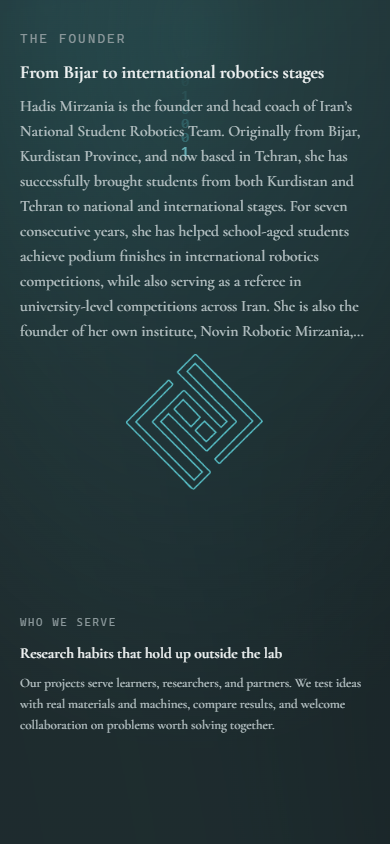 THE FOUNDER
From Bijar to international robotics stages
Hadis Mirzania is the founder and head coach of Iran's
National Student Robotics Team. Originally from Bijar,
Kurdistan Province, and now based in Tehran, she has
successfully brought students from both Kurdistan and
Tehran to national and international stages. For seven
consecutive years, she has helped school-aged students
achieve podium finishes in international robotics
competitions, while also serving as a referee in
university-level competitions across Iran. She is also the
founder of her own institute, Novin Robotic Mirzania,...
WHO WE SERVE
Research habits that hold up outside the lab
Our projects serve learners, researchers, and partners. We test ideas
with real materials and machines, compare results, and welcome
collaboration on problems worth solving together.